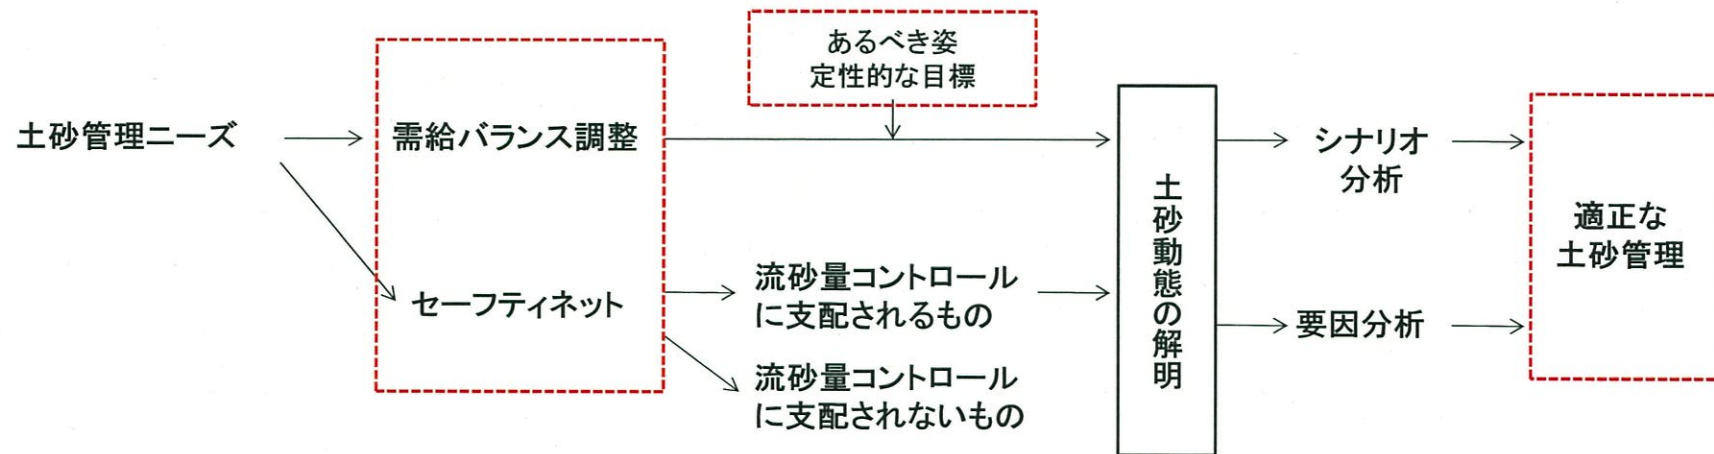 あるべき姿
定性的な目標
土砂管理ニーズ
需給バランス調整
セーフティネット
流砂量コントロール
に支配されるもの
流砂量コントロール
に支配されないもの
土砂動態の解明
シナリオ
分析
要因分析
適正な
土砂管理